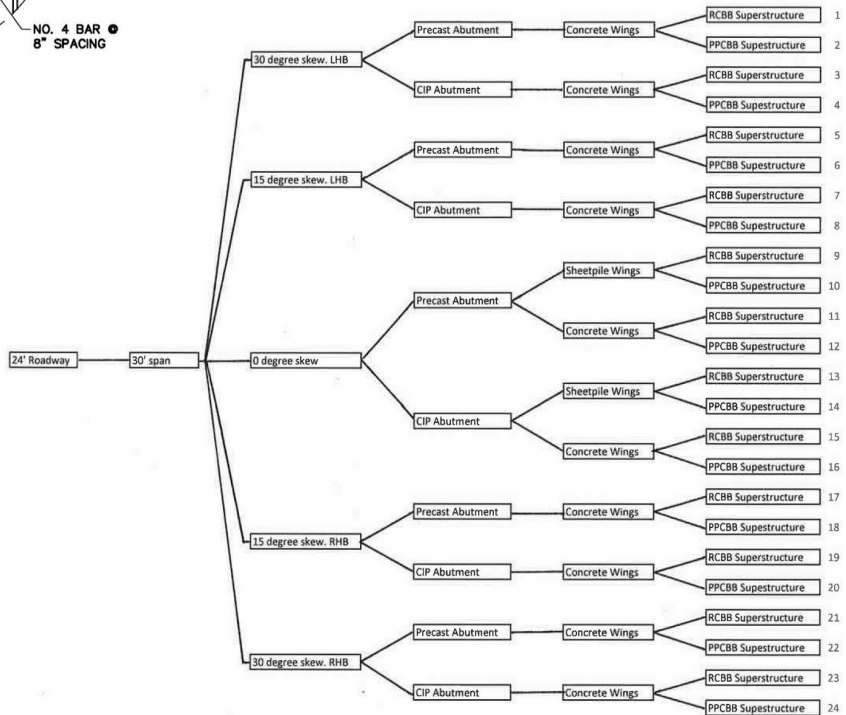 NO. 4 BAR @
8" SPACING
RCBB Superstructure 1
Precast Abutment
Concrete Wings
PPCBB Supestructure 2
30 degree skew. LHB
RCBB Superstructure 3
CIP Abutment
Concrete Wings
PPCBB Supestructure 4
RCBB Superstructure 5
Precast Abutment
Concrete Wings
PPCBB Supestructure 6
15 degree skew. LHB
RCBB Superstructure 7
CIP Abutment
Concrete Wings
PPCBB Supestructure 8
RCBB Superstructure 9
Sheetpile Wings
PPCBB Supestructure 10
Precast Abutment
RCBB Superstructure 11
Concrete Wings
PPCBB Supestructure 12
24' Roadway
30' span
0 degree skew
RCBB Superstructure 13
Sheetpile Wings
PPCBB Supestructure 14
CIP Abutment
RCBB Superstructure 15
Concrete Wings
PPCBB Supestructure 16
RCBB Superstructure 17
Precast Abutment
Concrete Wings
PPCBB Supestructure 18
15 degree skew. RHB
RCBB Superstructure 19
CIP Abutment
Concrete Wings
PPCBB Supestructure 20
RCBB Superstructure 21
Precast Abutment
Concrete Wings
PPCBB Supestructure 22
30 degree skew. RHB
RCBB Superstructure 23
CIP Abutment
Concrete Wings
PPCBB Supestructure 24